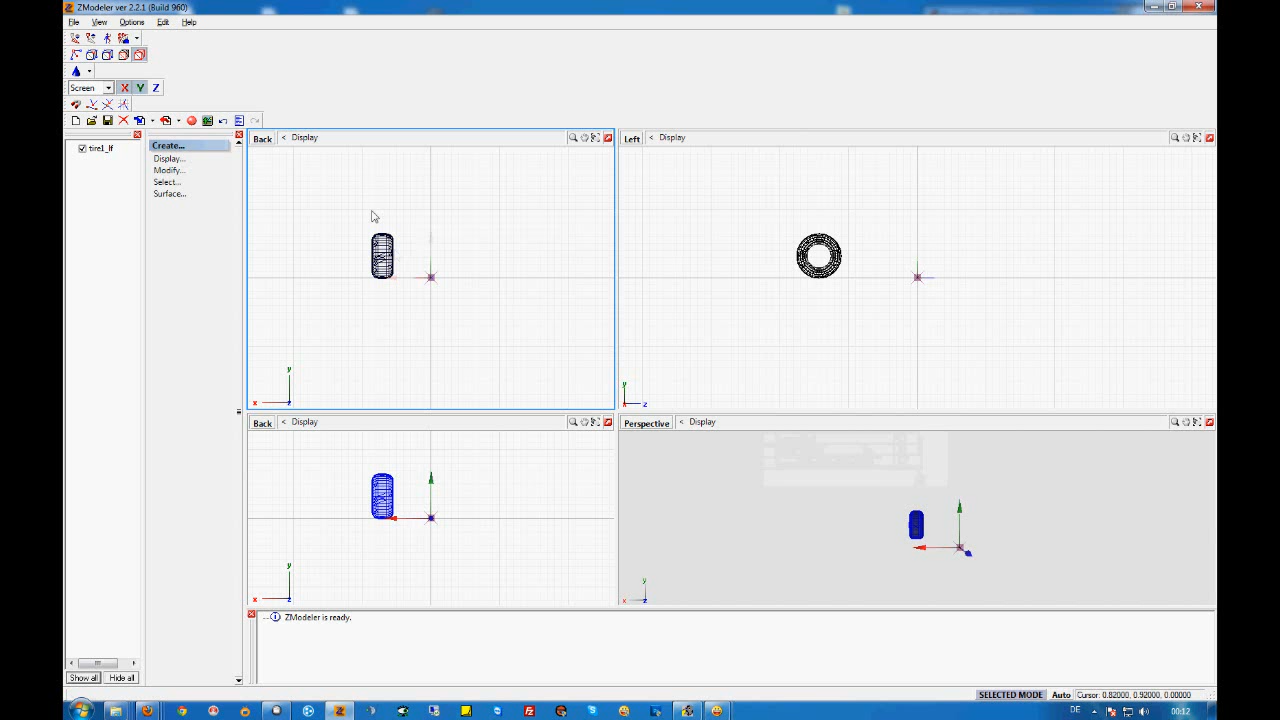 ZModeler ver 2.2.1 (Build 960)
File View Options Edit Help
Screen X Y Z
tire1_lf
Create...
Display...
Modify...
Select...
Surface...
Back < Display
Left < Display
y
x z
y
x z
Back < Display
Perspective < Display
y
x z
y
x z
ZModeler is ready.
Show all Hide all
SELECTED MODE Auto Cursor: 0.82000, 0.92000, 0.00000
DE 00:12